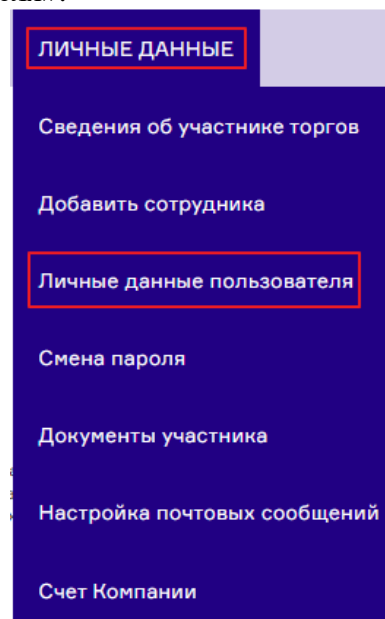 ЛИЧНЫЕ ДАННЫЕ
Сведения об участнике торгов
Добавить сотрудника
Личные данные пользователя
Смена пароля
Документы участника
Настройка почтовых сообщений
Счет Компании